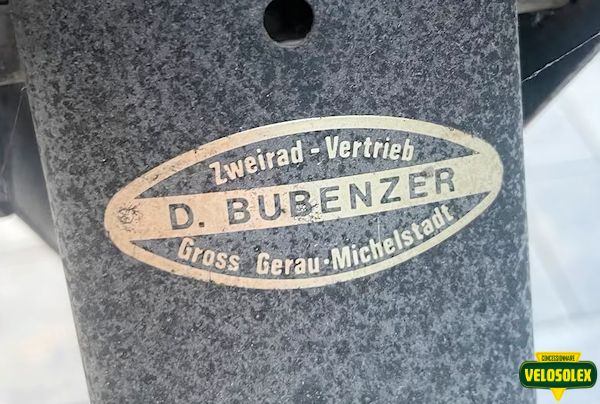 Zweirad - Vertrieb
D. BUBENZER
Gross Gerau · Michelstadt
CONCESSIONNAIRE
VELOSOLEX